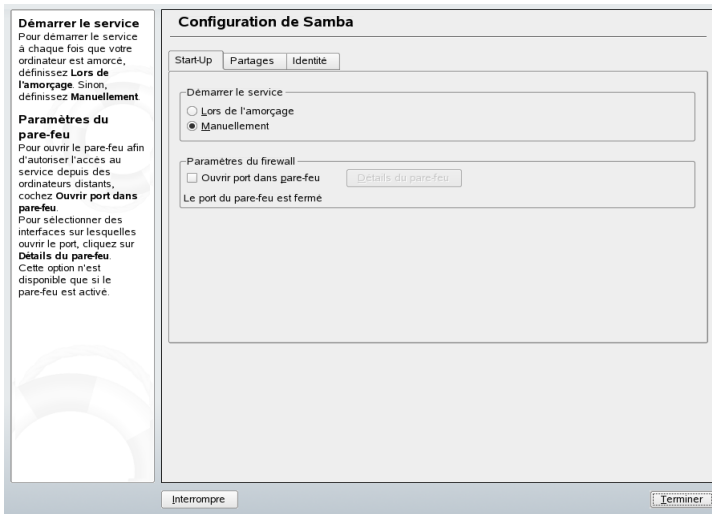 Démarrer le service
Pour démarrer le service
à chaque fois que votre
ordinateur est amorcé,
définissez Lors de
l'amorçage. Sinon,
définissez Manuellement.
Paramètres du
pare-feu
Pour ouvrir le pare-feu afin
d'autoriser l'accès au
service depuis des
ordinateurs distants,
cochez Ouvrir port dans
pare-feu.
Pour sélectionner des
interfaces sur lesquelles
ouvrir le port, cliquez sur
Détails du pare-feu.
Cette option n'est
disponible que si le
pare-feu est activé.
Configuration de Samba
Start-Up Partages Identité
Démarrer le service
Lors de l'amorçage
Manuellement
Paramètres du firewall
Ouvrir port dans pare-feu Détails du pare-feu
Le port du pare-feu est fermé
Interrompre Terminer